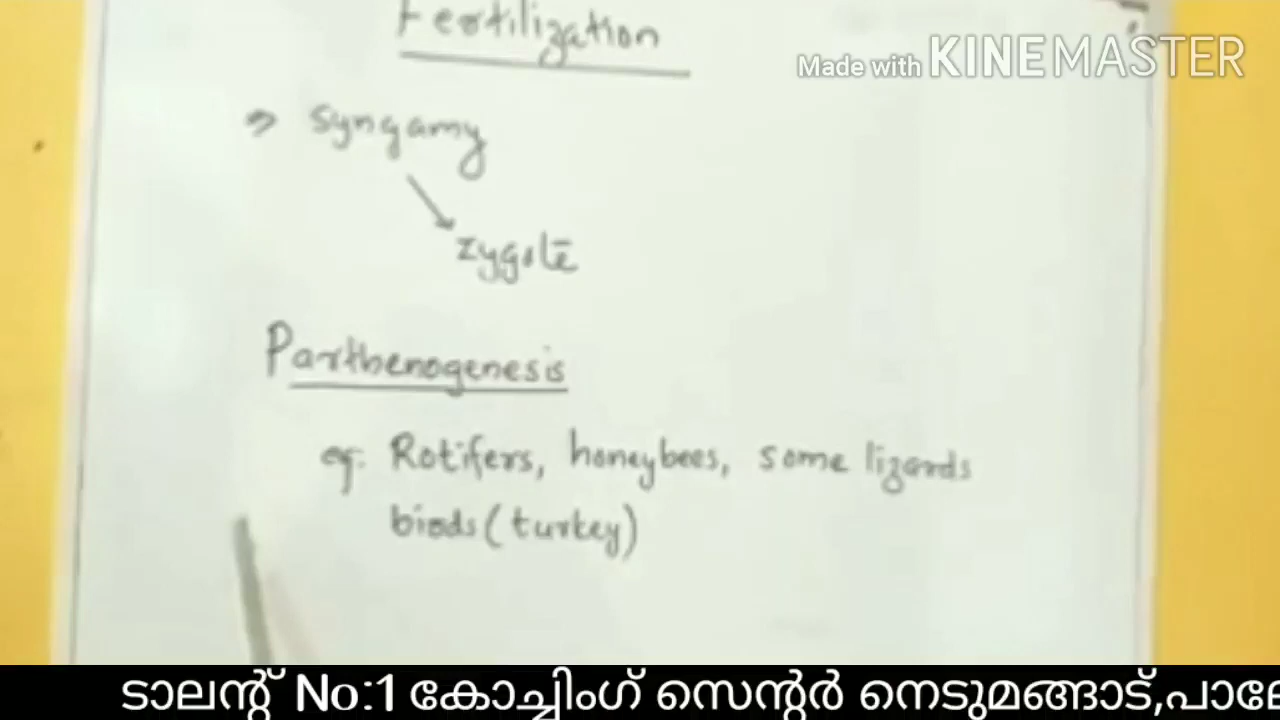 Fertilization
Made with KINEMASTER
→ Syngamy
zygote
Parthenogenesis
eg: Rotifers, honeybees, some lizards
birds (turkey)
ടാലന്റ് No:1 കോച്ചിംഗ് സെന്റർ നെടുമങ്ങാട്,പാലോ